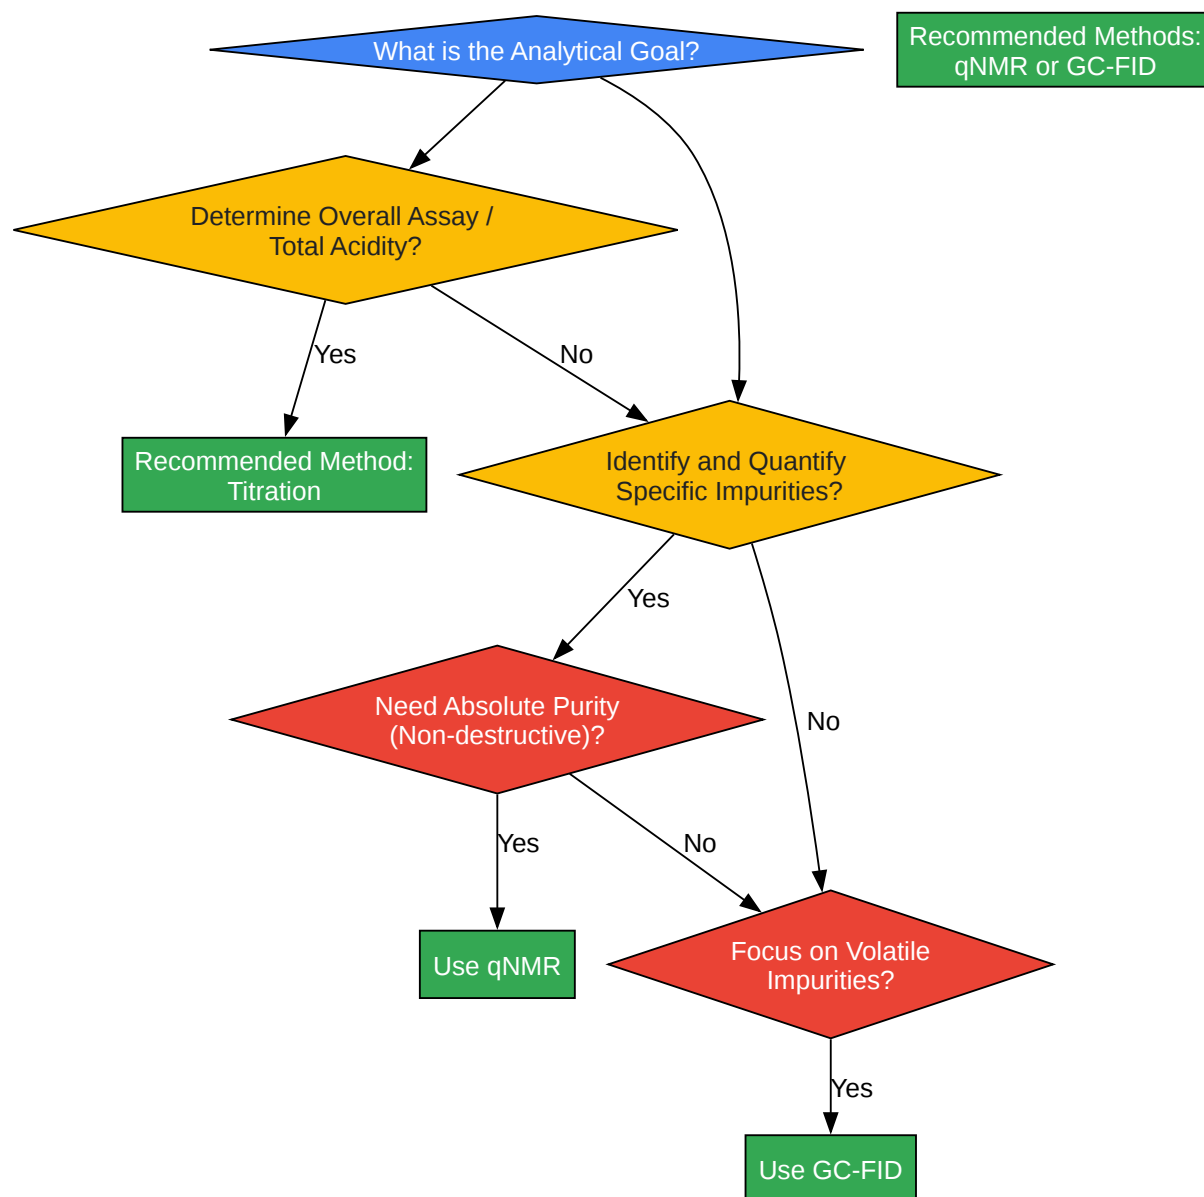 What is the Analytical Goal?
Recommended Methods:
qNMR or GC-FID
Determine Overall Assay /
Total Acidity?
Yes
No
Recommended Method:
Titration
Identify and Quantify
Specific Impurities?
Yes
No
Need Absolute Purity
(Non-destructive)?
Yes
No
Use qNMR
Focus on Volatile
Impurities?
Yes
Use GC-FID